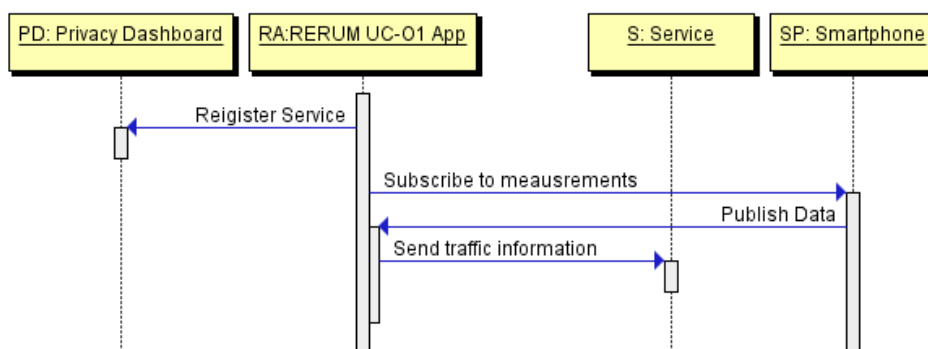 PD: Privacy Dashboard
RA:RERUM UC-O1 App
S: Service
SP: Smartphone
Reigister Service
Subscribe to meausrements
Publish Data
Send traffic information